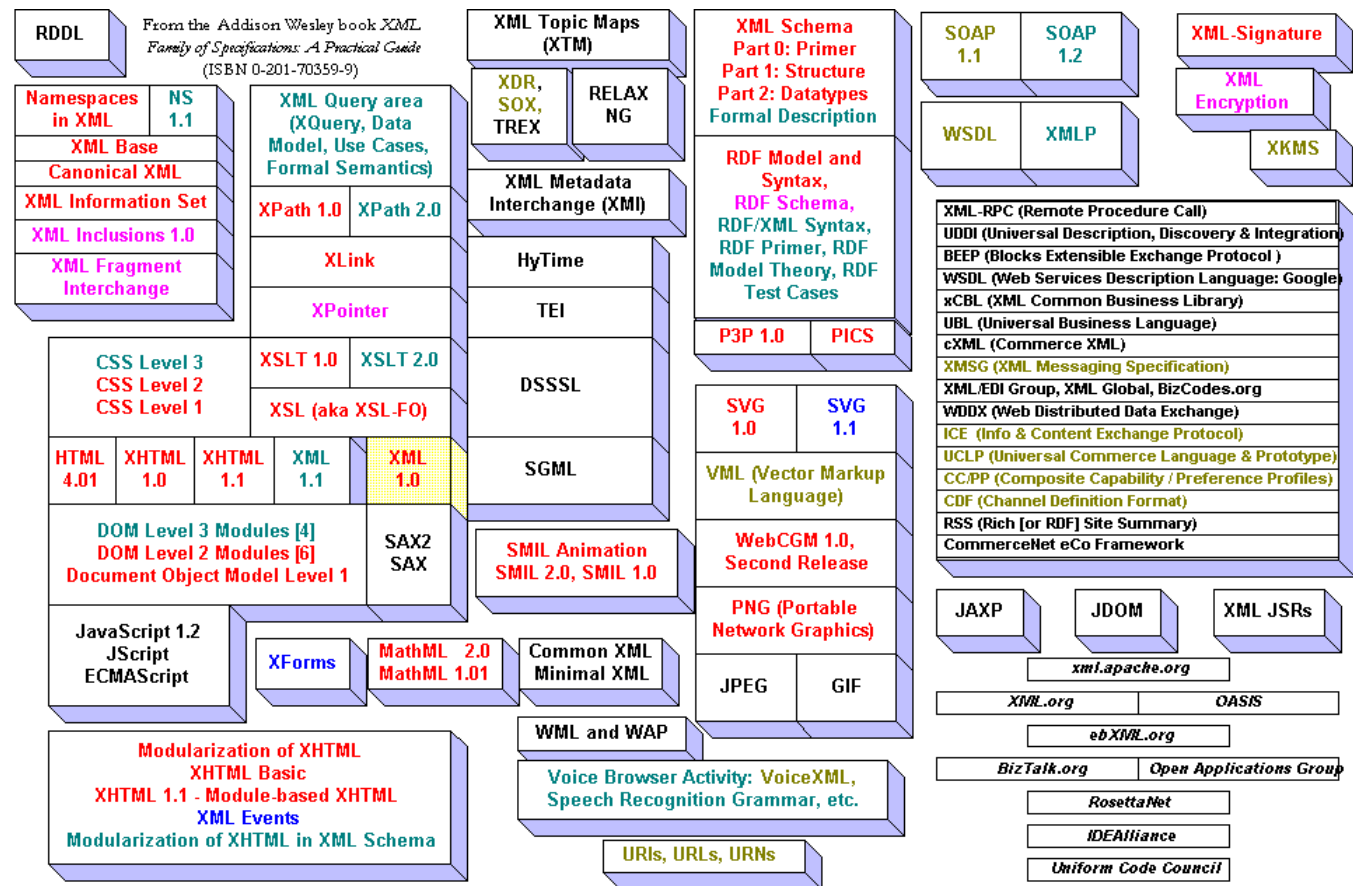 RDDL
From the Addison Wesley book XML
Family of Specifications: A Practical Guide
(ISBN 0-201-70359-9)
Namespaces
in XML
NS
1.1
XML Base
Canonical XML
XML Information Set
XML Inclusions 1.0
XML Fragment
Interchange
XML Query area
(XQuery, Data
Model, Use Cases,
Formal Semantics)
XPath 1.0
XPath 2.0
XLink
XPointer
CSS Level 3
CSS Level 2
CSS Level 1
XSLT 1.0
XSLT 2.0
XSL (aka XSL-FO)
HTML
4.01
XHTML
1.0
XHTML
1.1
XML
1.1
XML
1.0
DOM Level 3 Modules [4]
DOM Level 2 Modules [6]
Document Object Model Level 1
SAX2
SAX
JavaScript 1.2
JScript
ECMAScript
XForms
MathML 2.0
MathML 1.01
Common XML
Minimal XML
Modularization of XHTML
XHTML Basic
XHTML 1.1 - Module-based XHTML
XML Events
Modularization of XHTML in XML Schema
XML Topic Maps
(XTM)
XDR,
SOX,
TREX
RELAX
NG
XML Metadata
Interchange (XMI)
HyTime
TEI
DSSSL
SGML
SMIL Animation
SMIL 2.0, SMIL 1.0
WML and WAP
Voice Browser Activity: VoiceXML,
Speech Recognition Grammar, etc.
URIs, URLs, URNs
XML Schema
Part 0: Primer
Part 1: Structure
Part 2: Datatypes
Formal Description
RDF Model and
Syntax,
RDF Schema,
RDF/XML Syntax,
RDF Primer, RDF
Model Theory, RDF
Test Cases
P3P 1.0
PICS
SVG
1.0
SVG
1.1
VML (Vector Markup
Language)
WebCGM 1.0,
Second Release
PNG (Portable
Network Graphics)
JPEG
GIF
SOAP
1.1
SOAP
1.2
WSDL
XMLP
XML-Signature
XML
Encryption
XKMS
XML-RPC (Remote Procedure Call)
UDDI (Universal Description, Discovery & Integration)
BEEP (Blocks Extensible Exchange Protocol )
WSDL (Web Services Description Language: Google)
xCBL (XML Common Business Library)
UBL (Universal Business Language)
cXML (Commerce XML)
XMSG (XML Messaging Specification)
XML/EDI Group, XML Global, BizCodes.org
WDDX (Web Distributed Data Exchange)
ICE (Info & Content Exchange Protocol)
UCLP (Universal Commerce Language & Prototype)
CC/PP (Composite Capability / Preference Profiles)
CDF (Channel Definition Format)
RSS (Rich [or RDF] Site Summary)
CommerceNet eCo Framework
JAXP
JDOM
XML JSRs
xml.apache.org
XML.org
OASIS
ebXML.org
BizTalk.org
Open Applications Group
RosettaNet
IDEAlliance
Uniform Code Council